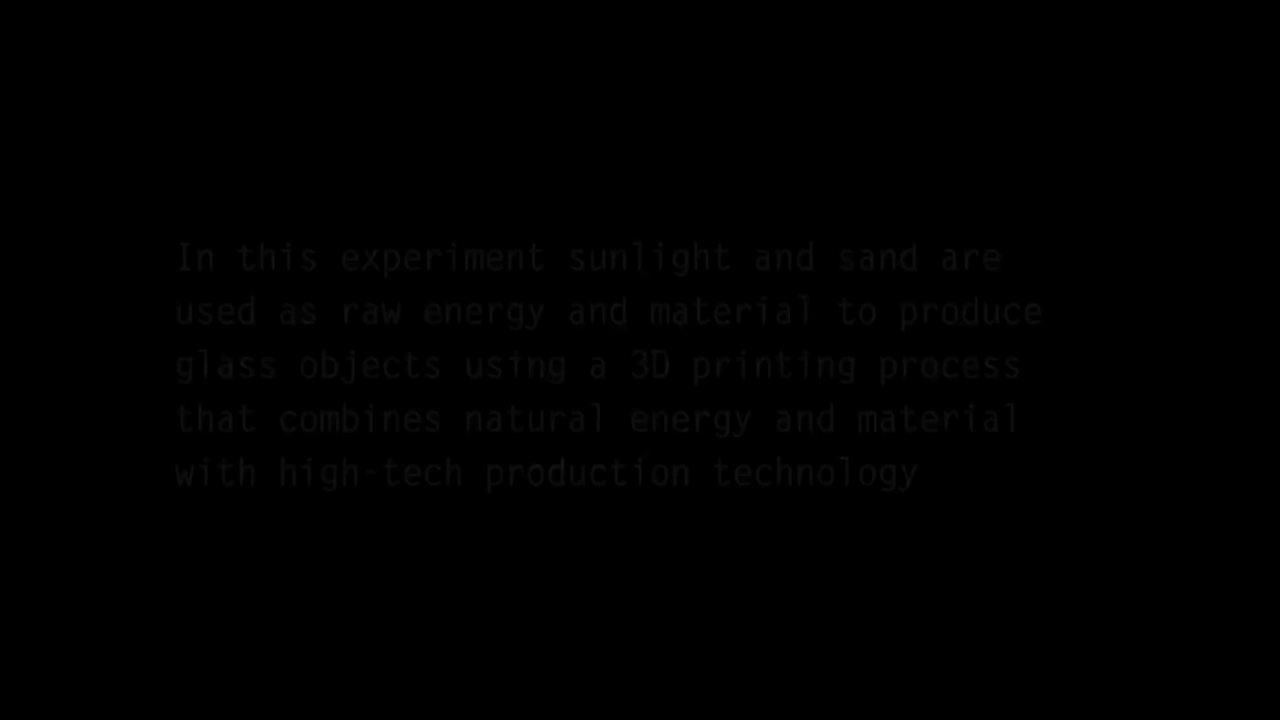 In this experiment sunlight and sand are
used as raw energy and material to produce
glass objects using a 3D printing process
that combines natural energy and material
with high-tech production technology